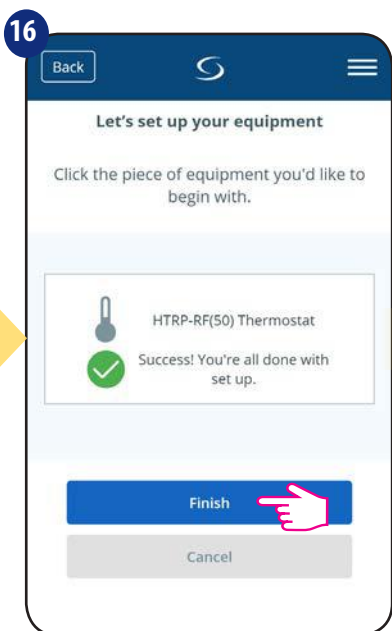 16
Back
Let's set up your equipment
Click the piece of equipment you'd like to
begin with.
HTRP-RF(50) Thermostat
Success! You're all done with
set up.
Finish
Cancel